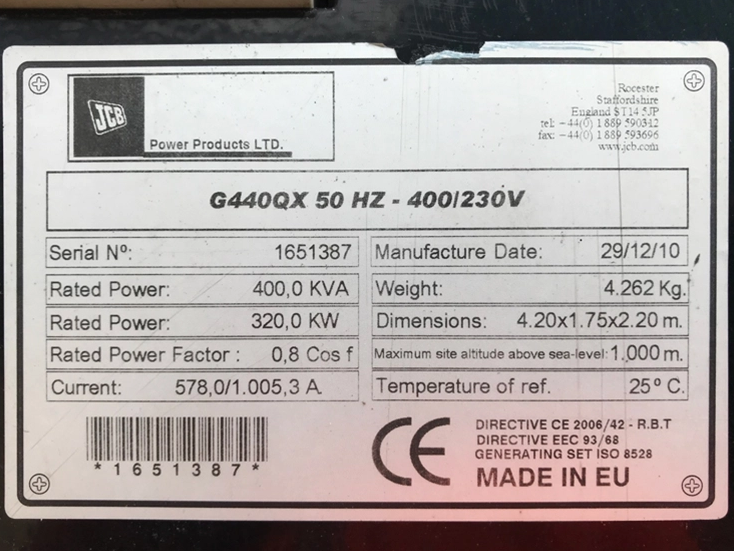 JCB
Power Products LTD.
Rocester
Staffordshire
England ST14 5JP
tel: -44(0) 1 889 590312
fax: -44(0) 1 889 593696
www.jcb.com
G440QX 50 HZ - 400/230V
Serial Nº: 1651387
Manufacture Date: 29/12/10
Rated Power: 400,0 KVA
Weight: 4.262 Kg.
Rated Power: 320,0 KW
Dimensions: 4.20x1.75x2.20 m.
Rated Power Factor : 0,8 Cos f
Maximum site altitude above sea-level: 1.000 m.
Current: 578,0/1.005,3 A.
Temperature of ref. 25º C.
*1651387*
CE
DIRECTIVE CE 2006/42 - R.B.T
DIRECTIVE EEC 93/68
GENERATING SET ISO 8528
MADE IN EU